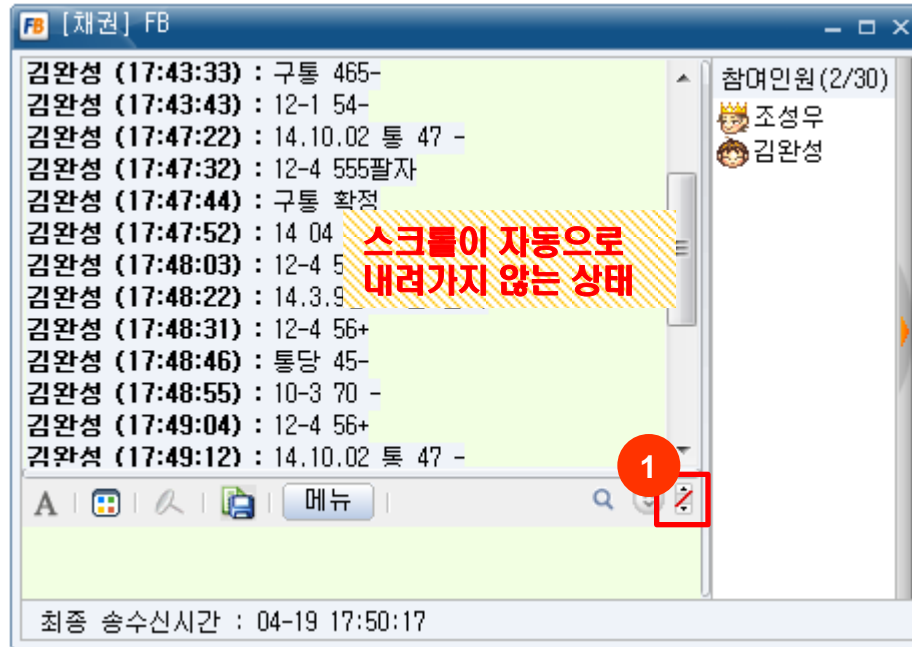 FB [채권] FB
김완성 (17:43:33) : 구통 465-
김완성 (17:43:43) : 12-1 54-
김완성 (17:47:22) : 14.10.02 통 47 -
김완성 (17:47:32) : 12-4 555팔자
김완성 (17:47:44) : 구통 확정
김완성 (17:47:52) : 14 04
김완성 (17:48:03) : 12-4 5
김완성 (17:48:22) : 14.3.9
김완성 (17:48:31) : 12-4 56+
김완성 (17:48:46) : 통당 45-
김완성 (17:48:55) : 10-3 70 -
김완성 (17:49:04) : 12-4 56+
김완성 (17:49:12) : 14.10.02 통 47 -
스크롤이 자동으로
내려가지 않는 상태
참여인원(2/30)
조성우
김완성
1
A
메뉴
최종 송수신시간 : 04-19 17:50:17